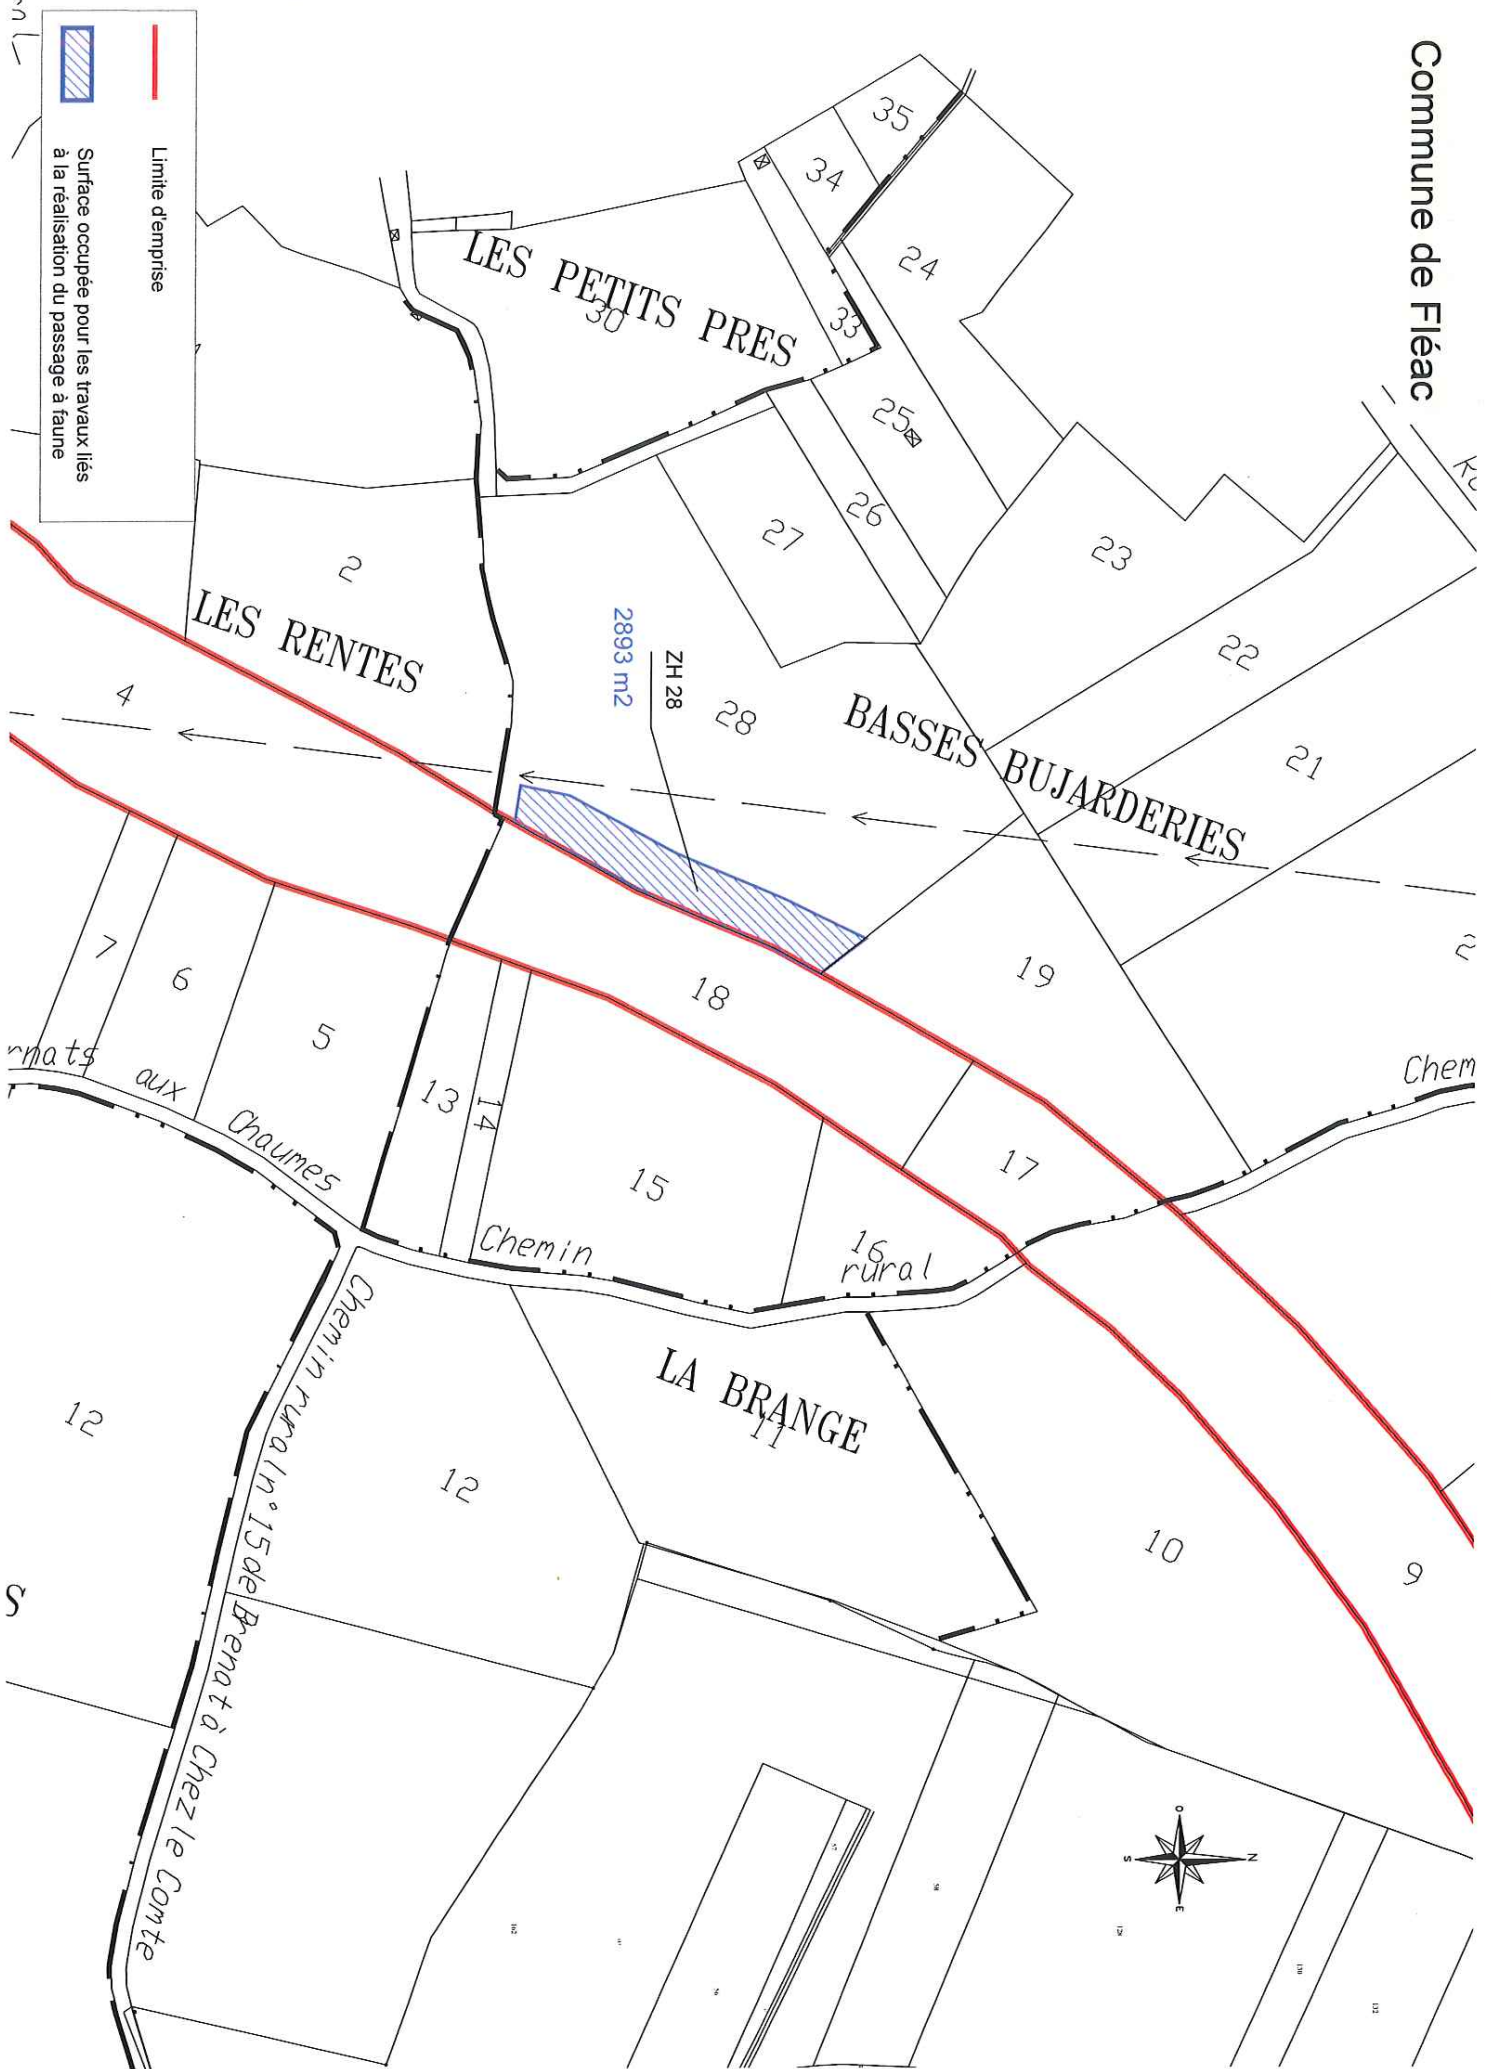 Commune de Fléac
35
34
24
33
LES PETITS PRES
30
25
26
27
23
22
21
2
LES RENTES
ZH 28
2893 m2
28
BASSES BUJARDERIES
4
19
2
18
7
6
5
13
14
15
16
17
Chem
rnats
aux
Chaumes
Chemin
rural
LA BRANGE
11
12
12
10
9
Chemin rural n° 15 de Brenat à Chez le Comte
S
N
O
E
S
Limite d'emprise
Surface occupée pour les travaux liés
à la réalisation du passage à faune